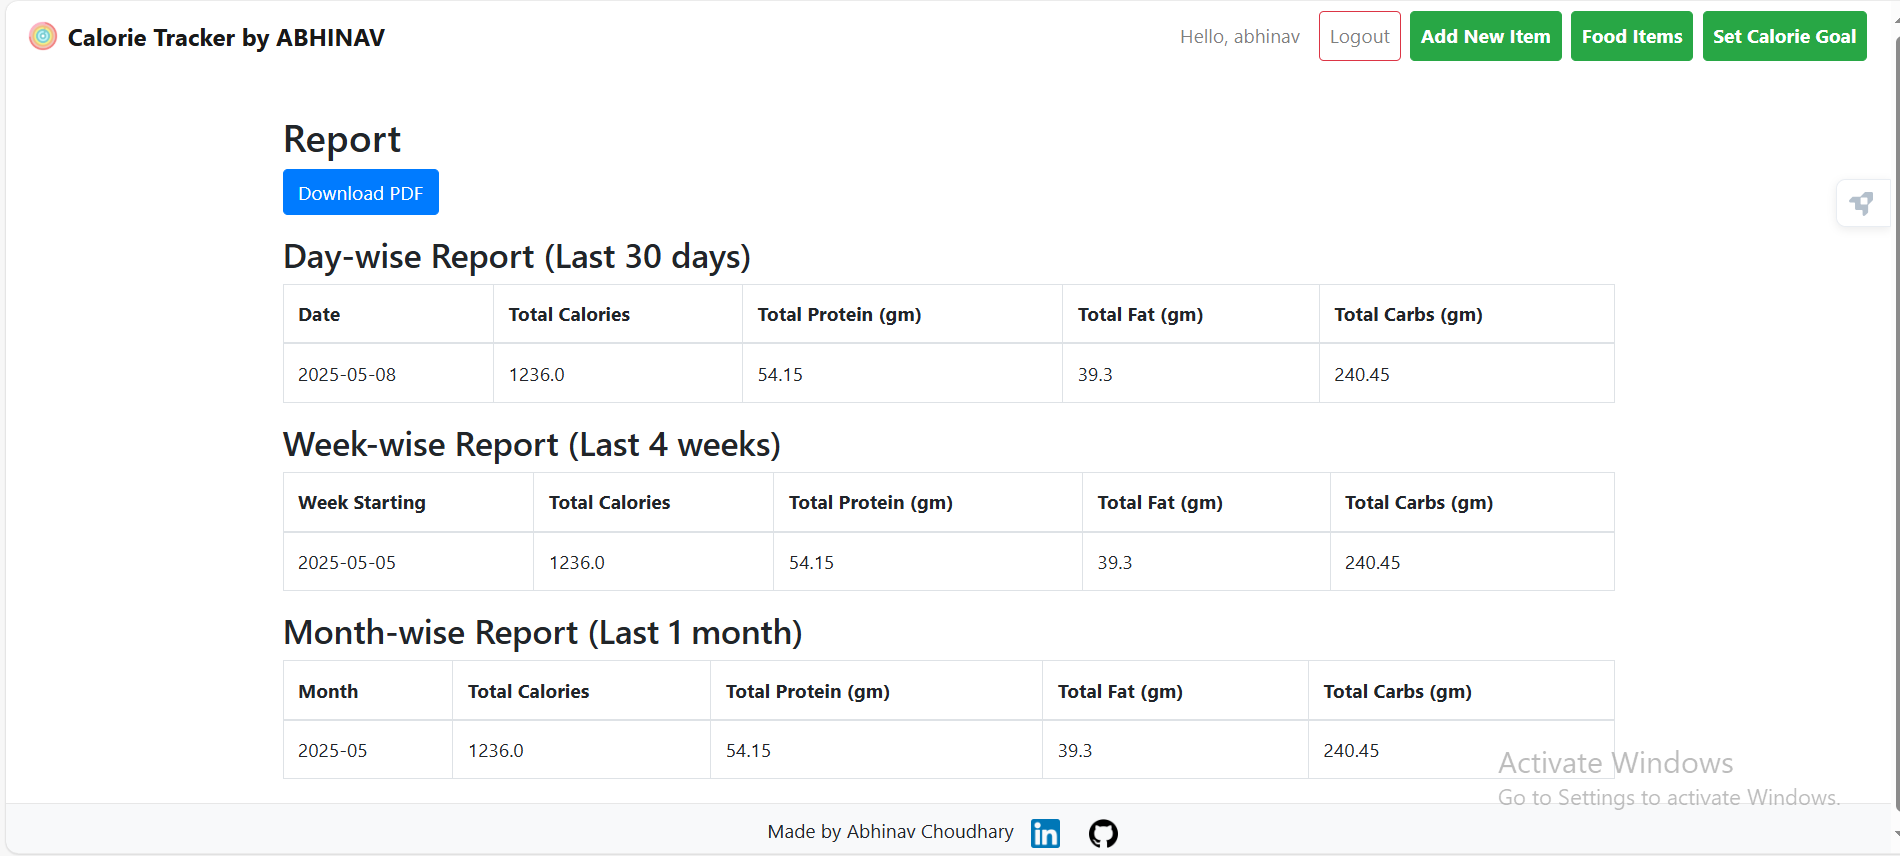 Calorie Tracker by ABHINAV Hello, abhinav Logout Add New Item Food Items Set Calorie Goal
Report
Download PDF
Day-wise Report (Last 30 days)
Date Total Calories Total Protein (gm) Total Fat (gm) Total Carbs (gm)
2025-05-08 1236.0 54.15 39.3 240.45
Week-wise Report (Last 4 weeks)
Week Starting Total Calories Total Protein (gm) Total Fat (gm) Total Carbs (gm)
2025-05-05 1236.0 54.15 39.3 240.45
Month-wise Report (Last 1 month)
Month Total Calories Total Protein (gm) Total Fat (gm) Total Carbs (gm)
2025-05 1236.0 54.15 39.3 240.45
Activate Windows
Go to Settings to activate Windows.
Made by Abhinav Choudhary in